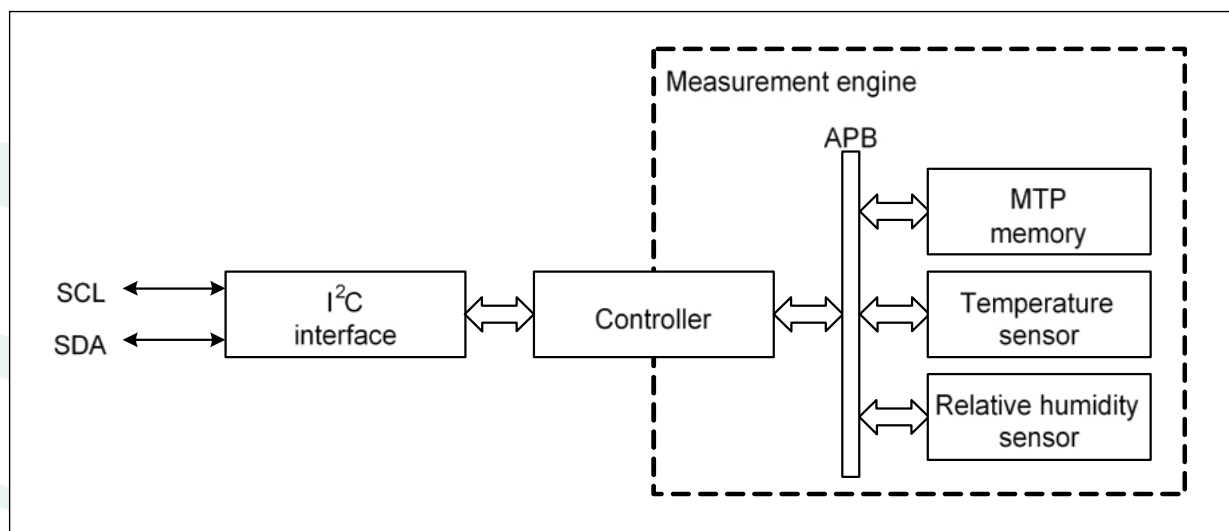 Measurement engine
APB
MTP
memory
SCL
SDA
I²C
interface
Controller
Temperature
sensor
Relative humidity
sensor